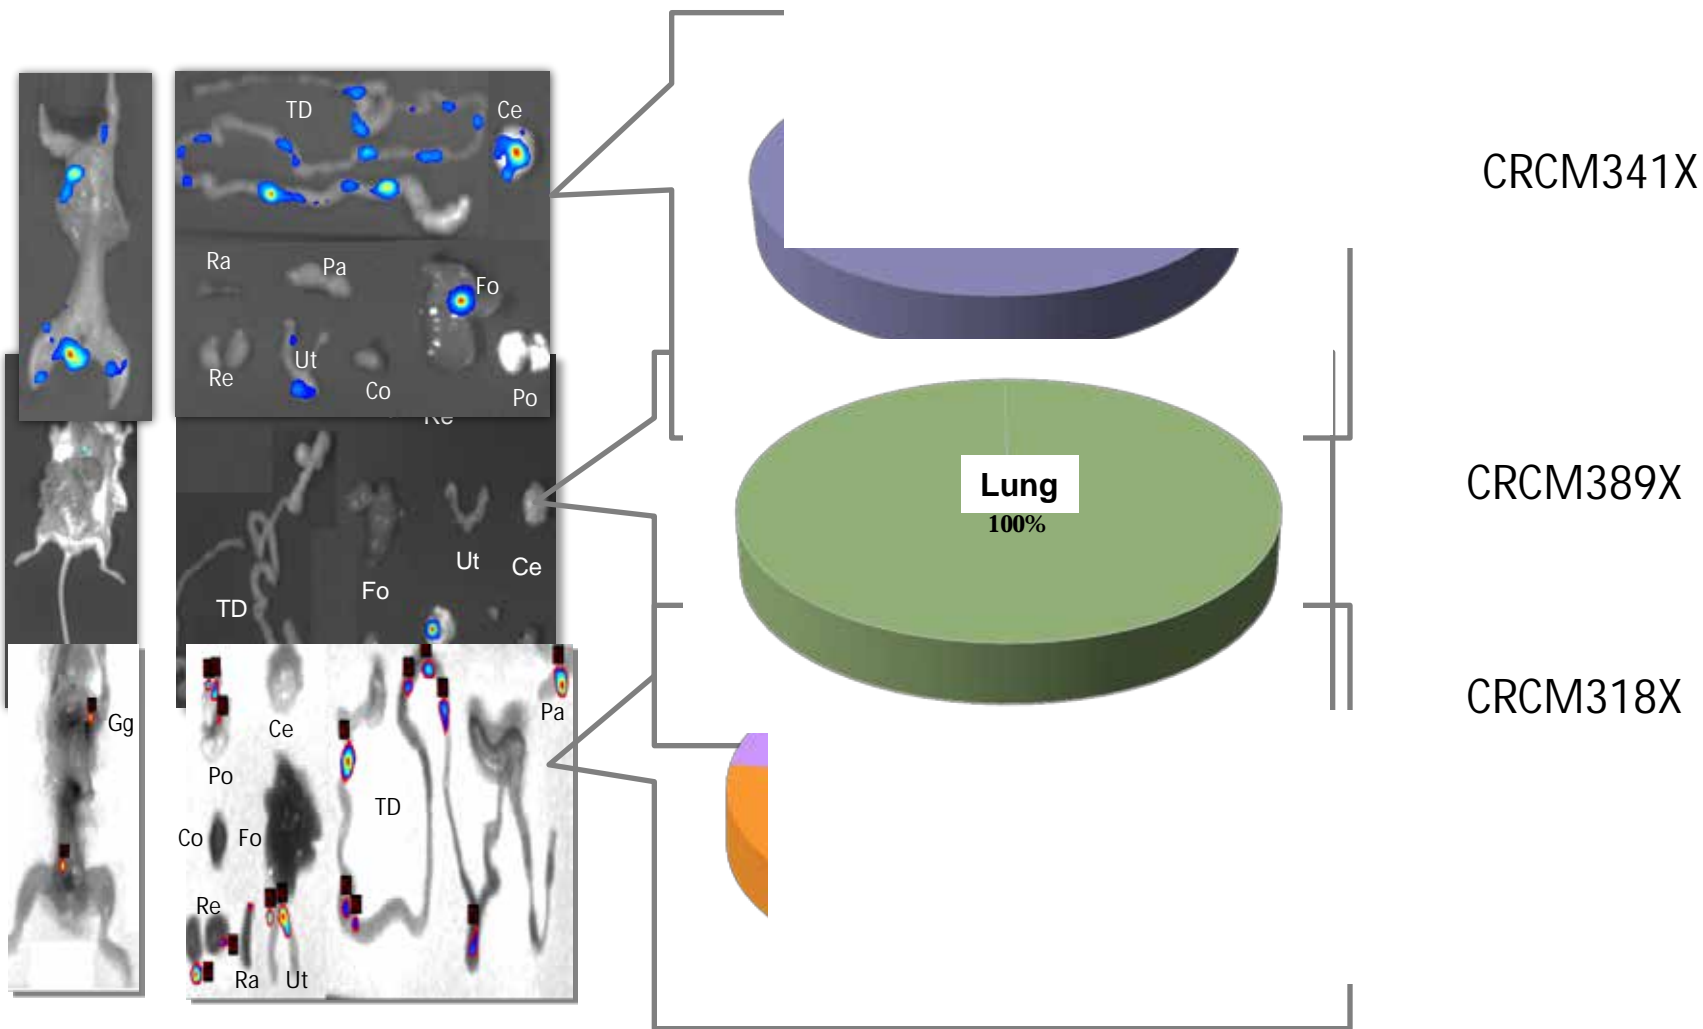 TD
Ce
CRCM341X
Ra
Pa
Fo
Re
Ut
Co
Po
Re
Lung
100%
CRCM389X
TD
Fo
Ut
Ce
CRCM318X
Gg
Po
Ce
Pa
TD
Co
Fo
Re
Ra
Ut